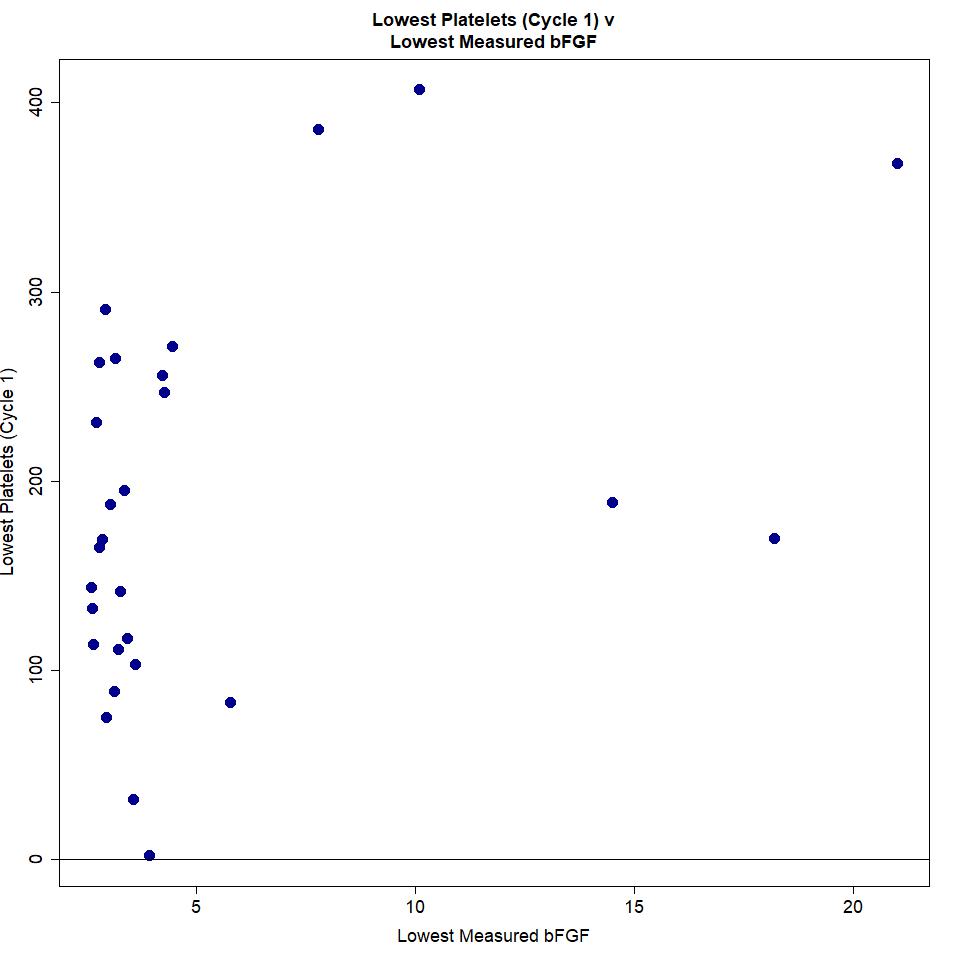 Lowest Platelets (Cycle 1) v
Lowest Measured bFGF
400
300
200
100
0
Lowest Platelets (Cycle 1)
5 10 15 20
Lowest Measured bFGF